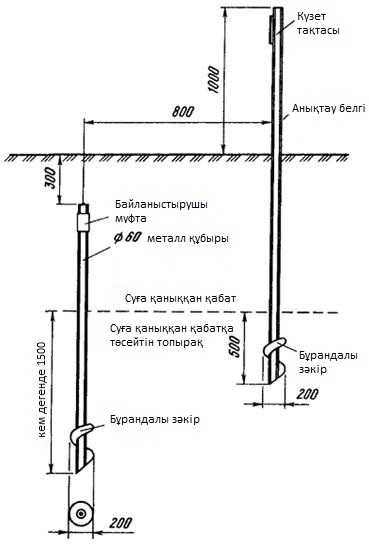 Күзет
тақтасы
1000
800
Анықтау белгі
300
Байланыстырушы
муфта
ϕ60 металл құбыры
Суға қаныққан қабат
Суға қаныққан қабатқа
төсейтін топырақ
500
кем дегенде 1500
Бұрандалы
зәкір
200
Бұрандалы зәкір
200